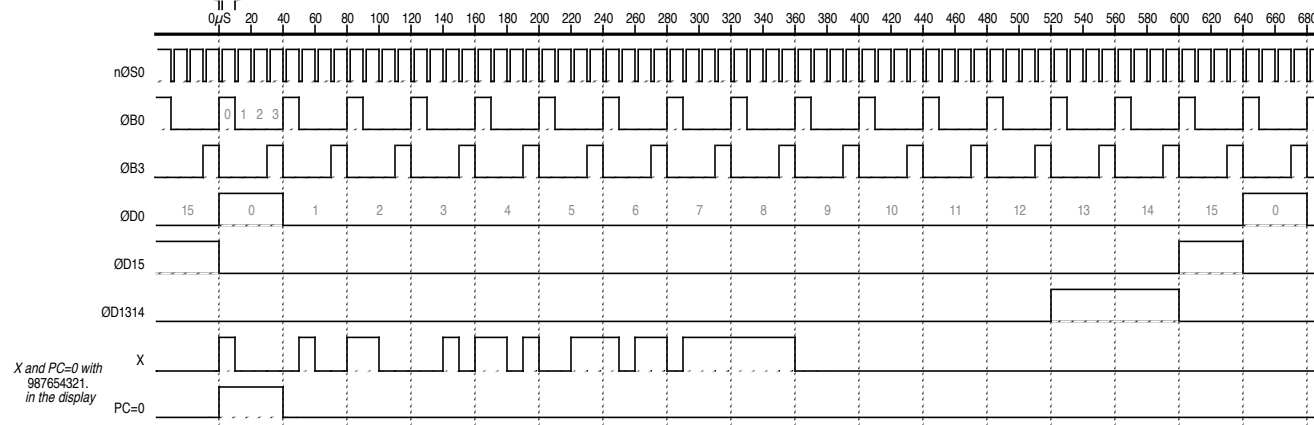 0µS 20 40 60 80 100 120 140 160 180 200 220 240 260 280 300 320 340 360 380 400 420 440 460 480 500 520 540 560 580 600 620 640 660 680
nØS0
ØB0 0 1 2 3
ØB3
ØD0 15 0 1 2 3 4 5 6 7 8 9 10 11 12 13 14 15 0
ØD15
ØD1314
X
X and PC=0 with
987654321.
in the display
PC=0